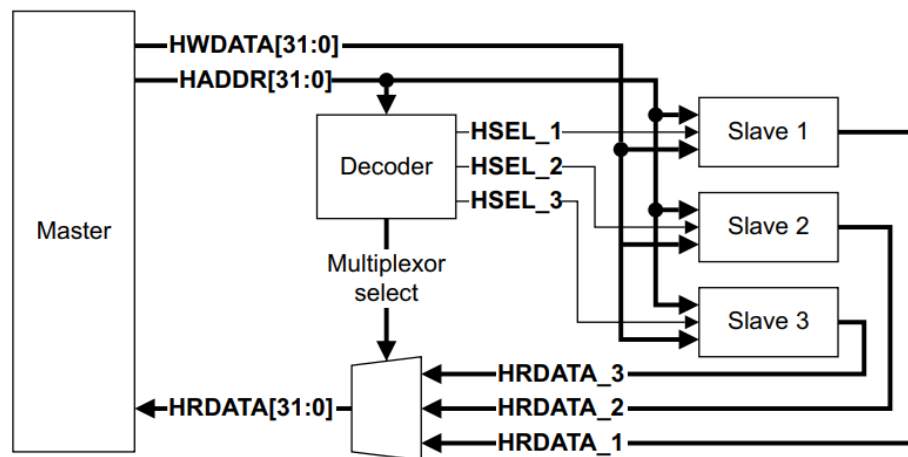 HWDATA[31:0]
HADDR[31:0]
Master
Decoder
HSEL_1
HSEL_2
HSEL_3
Slave 1
Slave 2
Slave 3
Multiplexor
select
HRDATA[31:0]
HRDATA_3
HRDATA_2
HRDATA_1